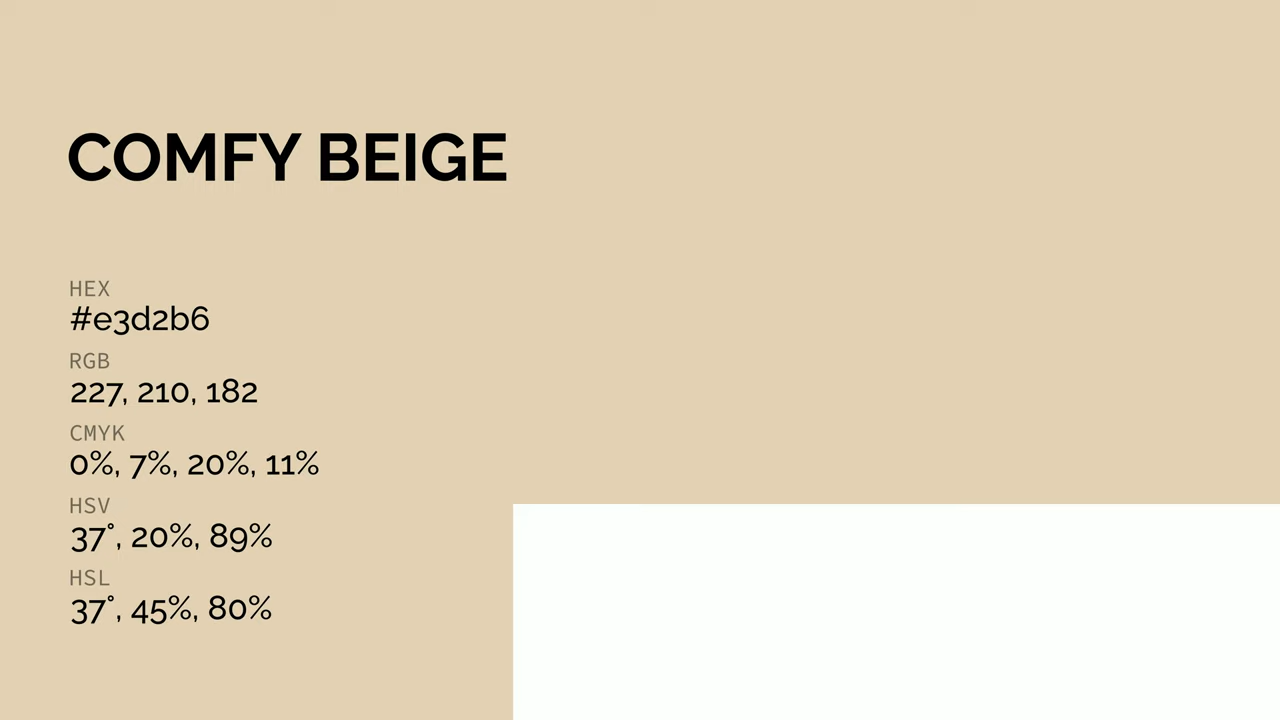 COMFY BEIGE
HEX
#e3d2b6
RGB
227, 210, 182
CMYK
0%, 7%, 20%, 11%
HSV
37°, 20%, 89%
HSL
37°, 45%, 80%